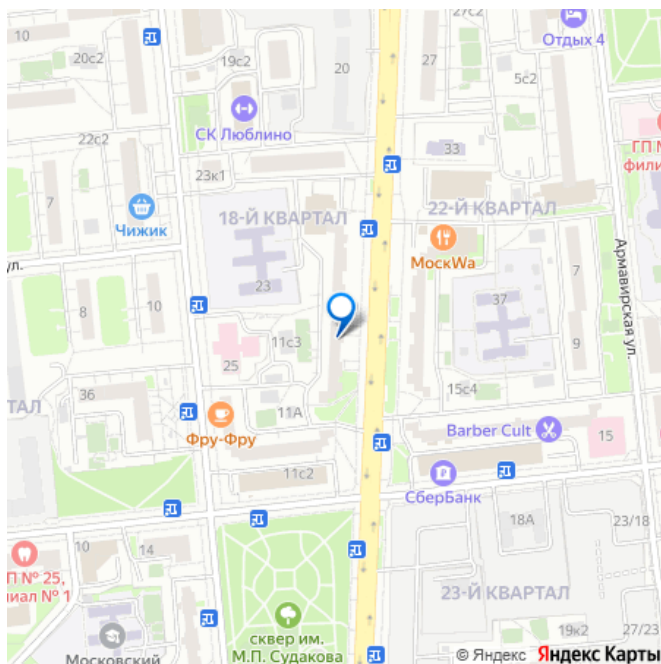 27с2
10
Отдых 4
20с2
19с2
20
27
5с2
СК Люблино
33
ГП №
фили
22с2
23к1
7
18-Й КВАРТАЛ
22-Й КВАРТАЛ
Чижик
МоскWa
Армавирская ул.
ул.
7
23
37
8
10
11с3
9
25
15с4
36
11А
ТАЛ
Фру-Фру
Barber Cult
15
11с2
СберБанк
18А
23/18
10
14
П № 25,
иал № 1
23-Й КВАРТАЛ
сквер им.
М.П. Судакова
19к2
27/23
Московский
© Яндекс Яндекс Карты